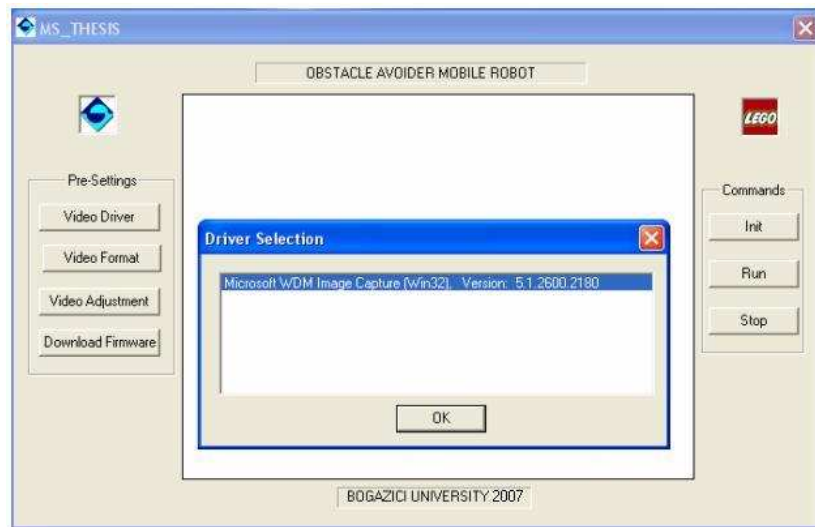 MS_THESIS
OBSTACLE AVOIDER MOBILE ROBOT
LEGO
Pre-Settings
Video Driver
Video Format
Video Adjustment
Download Firmware
Driver Selection
Microsoft WDM Image Capture (Win32), Version: 5.1.2600.2180
OK
Commands
Init
Run
Stop
BOGAZICI UNIVERSITY 2007